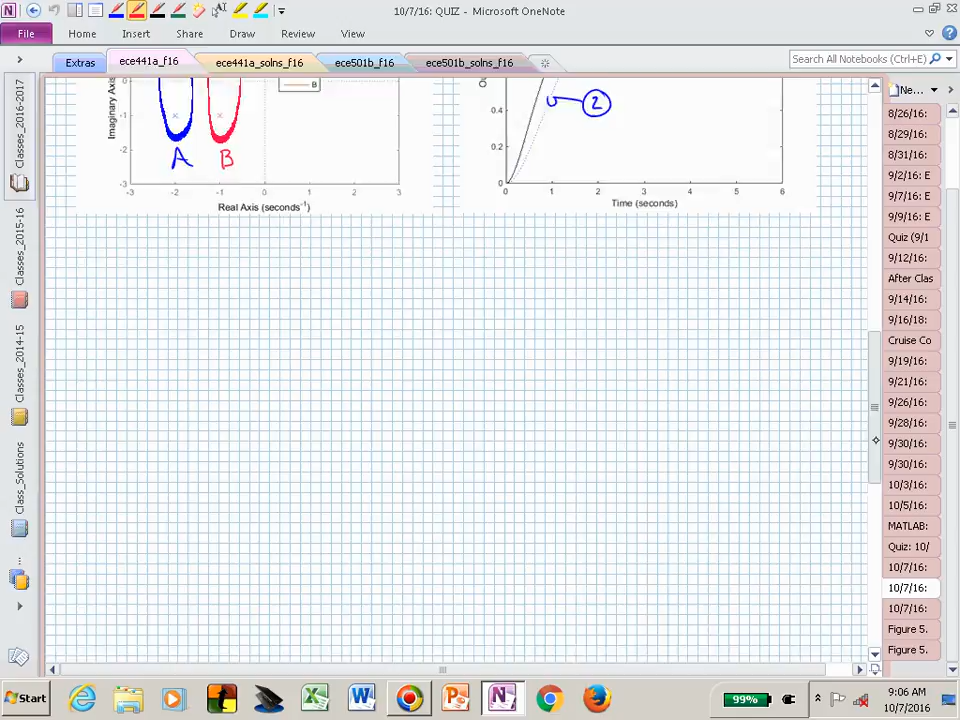 10/7/16: QUIZ - Microsoft OneNote
File Home Insert Share Draw Review View
Extras ece441a_f16 ece441a_solns_f16 ece501b_f16 ece501b_solns_f16
Search All Notebooks (Ctrl+E)
Classes_2016-2017
Classes_2015-16
Classes_2014-15
Class_Solutions
Imaginary Axis
0
-1
-2
-3
-3 -2 -1 0 1 2 3
Real Axis (seconds⁻¹)
B
A B
0.4
0.2
0
0 1 2 3 4 5 6
Time (seconds)
2
Ne...
8/26/16:
8/29/16:
8/31/16:
9/2/16: E
9/7/16: E
9/9/16: E
Quiz (9/1
9/12/16:
After Clas
9/14/16:
9/16/18:
Cruise Co
9/19/16:
9/21/16:
9/26/16:
9/28/16:
9/30/16:
9/30/16:
10/3/16:
10/5/16:
MATLAB:
Quiz: 10/
10/7/16:
10/7/16:
10/7/16:
Figure 5.
Figure 5.
Start
99%
9:06 AM
10/7/2016